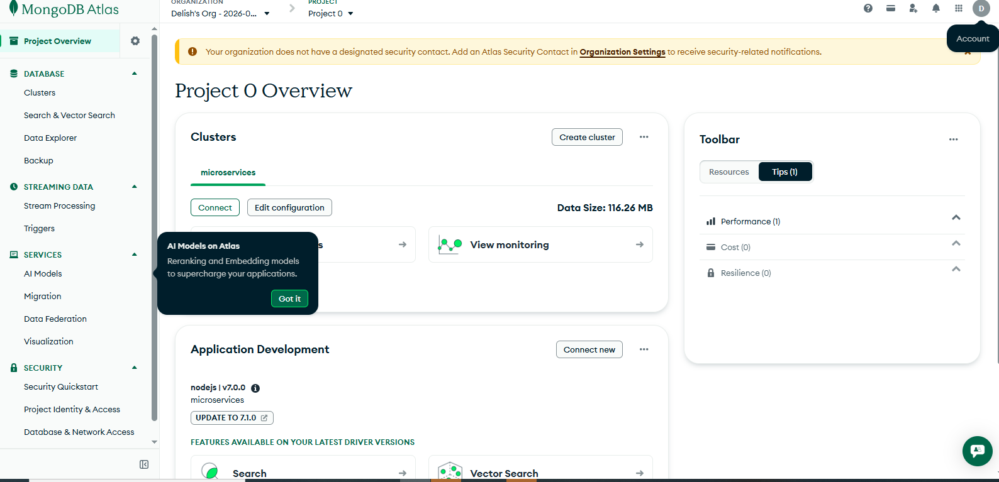 MongoDB Atlas
ORGANIZATION
Delish's Org - 2026-0...
PROJECT
Project 0
D
Account
Project Overview
DATABASE
Clusters
Search & Vector Search
Data Explorer
Backup
STREAMING DATA
Stream Processing
Triggers
SERVICES
AI Models
Migration
Data Federation
Visualization
SECURITY
Security Quickstart
Project Identity & Access
Database & Network Access
Your organization does not have a designated security contact. Add an Atlas Security Contact in Organization Settings to receive security-related notifications.
Project 0 Overview
Clusters
Create cluster
microservices
Connect
Edit configuration
Data Size: 116.26 MB
View monitoring
AI Models on Atlas
Reranking and Embedding models
to supercharge your applications.
Got it
Application Development
Connect new
nodejs | v7.0.0
microservices
UPDATE TO 7.1.0
FEATURES AVAILABLE ON YOUR LATEST DRIVER VERSIONS
Search
Vector Search
Toolbar
Resources
Tips (1)
Performance (1)
Cost (0)
Resilience (0)